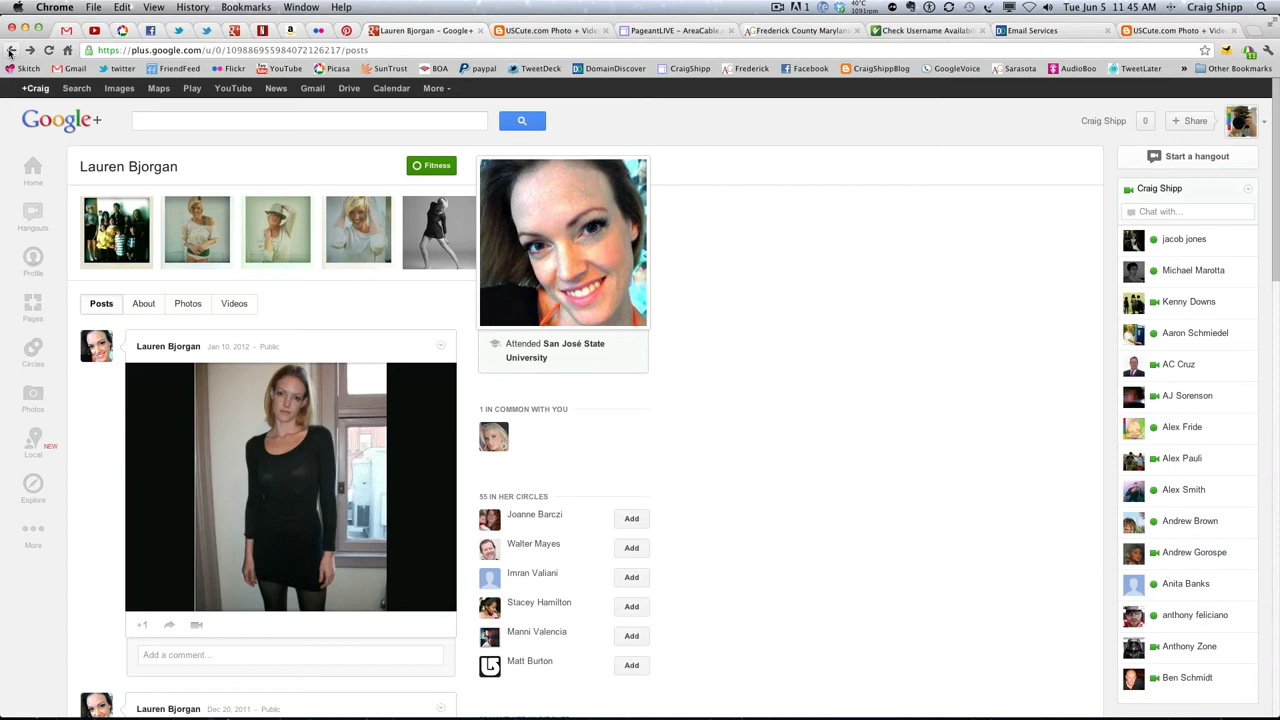 Chrome File Edit View History Bookmarks Window Help
1 40°C 1091rpm Tue Jun 5 11:45 AM Craig Shipp
Lauren Bjorgan - Google+ USCute.com Photo + Video PageantLIVE - AreaCable. Frederick County Maryland Check Username Availabi Email Services USCute.com Photo + Video
https://plus.google.com/u/0/109886955984072126217/posts
Skitch Gmail twitter FriendFeed Flickr YouTube Picasa SunTrust BOA paypal TweetDeck DomainDiscover CraigShipp Frederick Facebook CraigShippBlog GoogleVoice Sarasota AudioBoo TweetLater » Other Bookmarks
+Craig Search Images Maps Play YouTube News Gmail Drive Calendar More
Google+ Craig Shipp 0 + Share
Home
Hangouts
Profile
Pages
Circles
Photos
Local NEW
Explore
More
Lauren Bjorgan Fitness
Posts About Photos Videos
Lauren Bjorgan Jan 10, 2012 - Public
+1
Add a comment...
Lauren Bjorgan Dec 20, 2011 - Public
Attended San José State
University
1 IN COMMON WITH YOU
55 IN HER CIRCLES
Joanne Barczi Add
Walter Mayes Add
Imran Valiani Add
Stacey Hamilton Add
Manni Valencia Add
Matt Burton Add
Start a hangout
Craig Shipp
Chat with...
jacob jones
Michael Marotta
Kenny Downs
Aaron Schmiedel
AC Cruz
AJ Sorenson
Alex Fride
Alex Pauli
Alex Smith
Andrew Brown
Andrew Gorospe
Anita Banks
anthony feliciano
Anthony Zone
Ben Schmidt